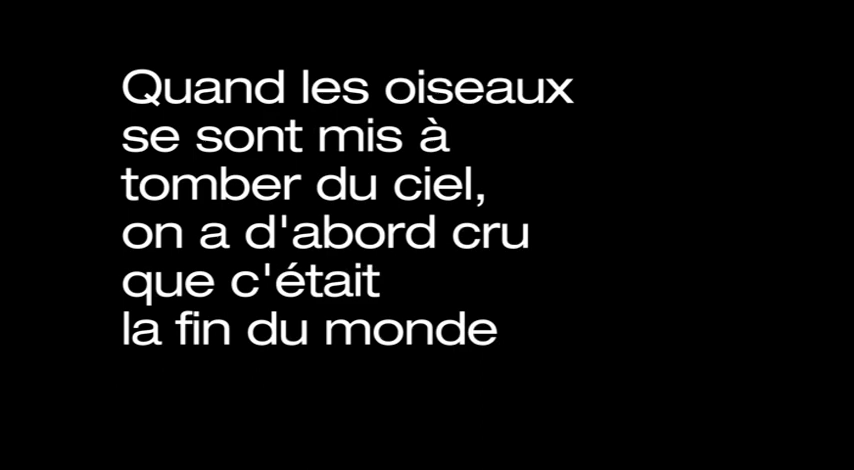 Quand les oiseaux
se sont mis à
tomber du ciel,
on a d'abord cru
que c'était
la fin du monde